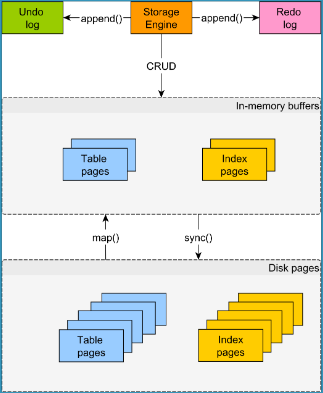 Undo
log
append()
Storage
Engine
append()
Redo
log
CRUD
In-memory buffers
Table
pages
Index
pages
map()
sync()
Disk pages
Table
pages
Index
pages